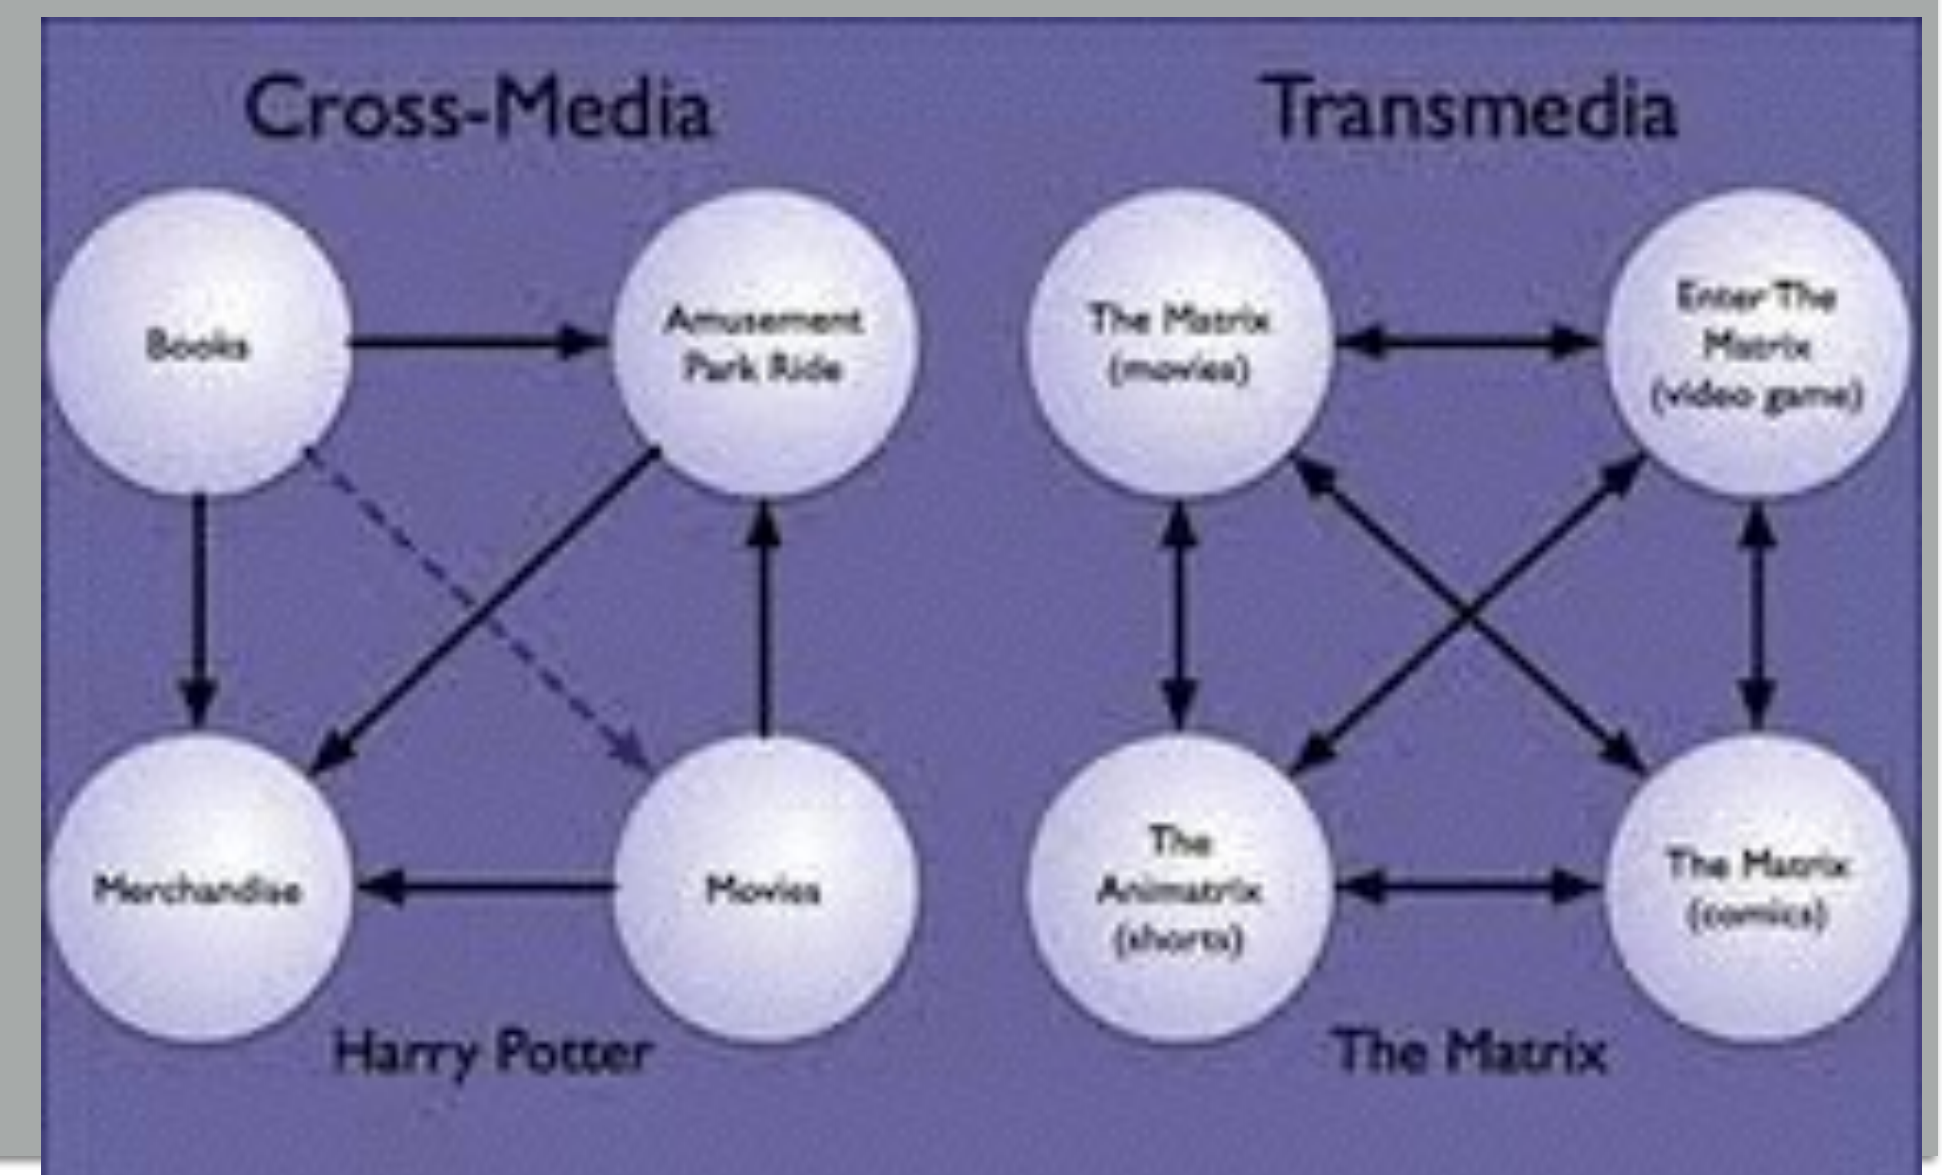 Cross-Media
Books
Amusement
Park Ride
Merchandise
Movies
Harry Potter
Transmedia
The Matrix
(movies)
Enter The
Matrix
(video game)
The
Animatrix
(shorts)
The Matrix
(comics)
The Matrix